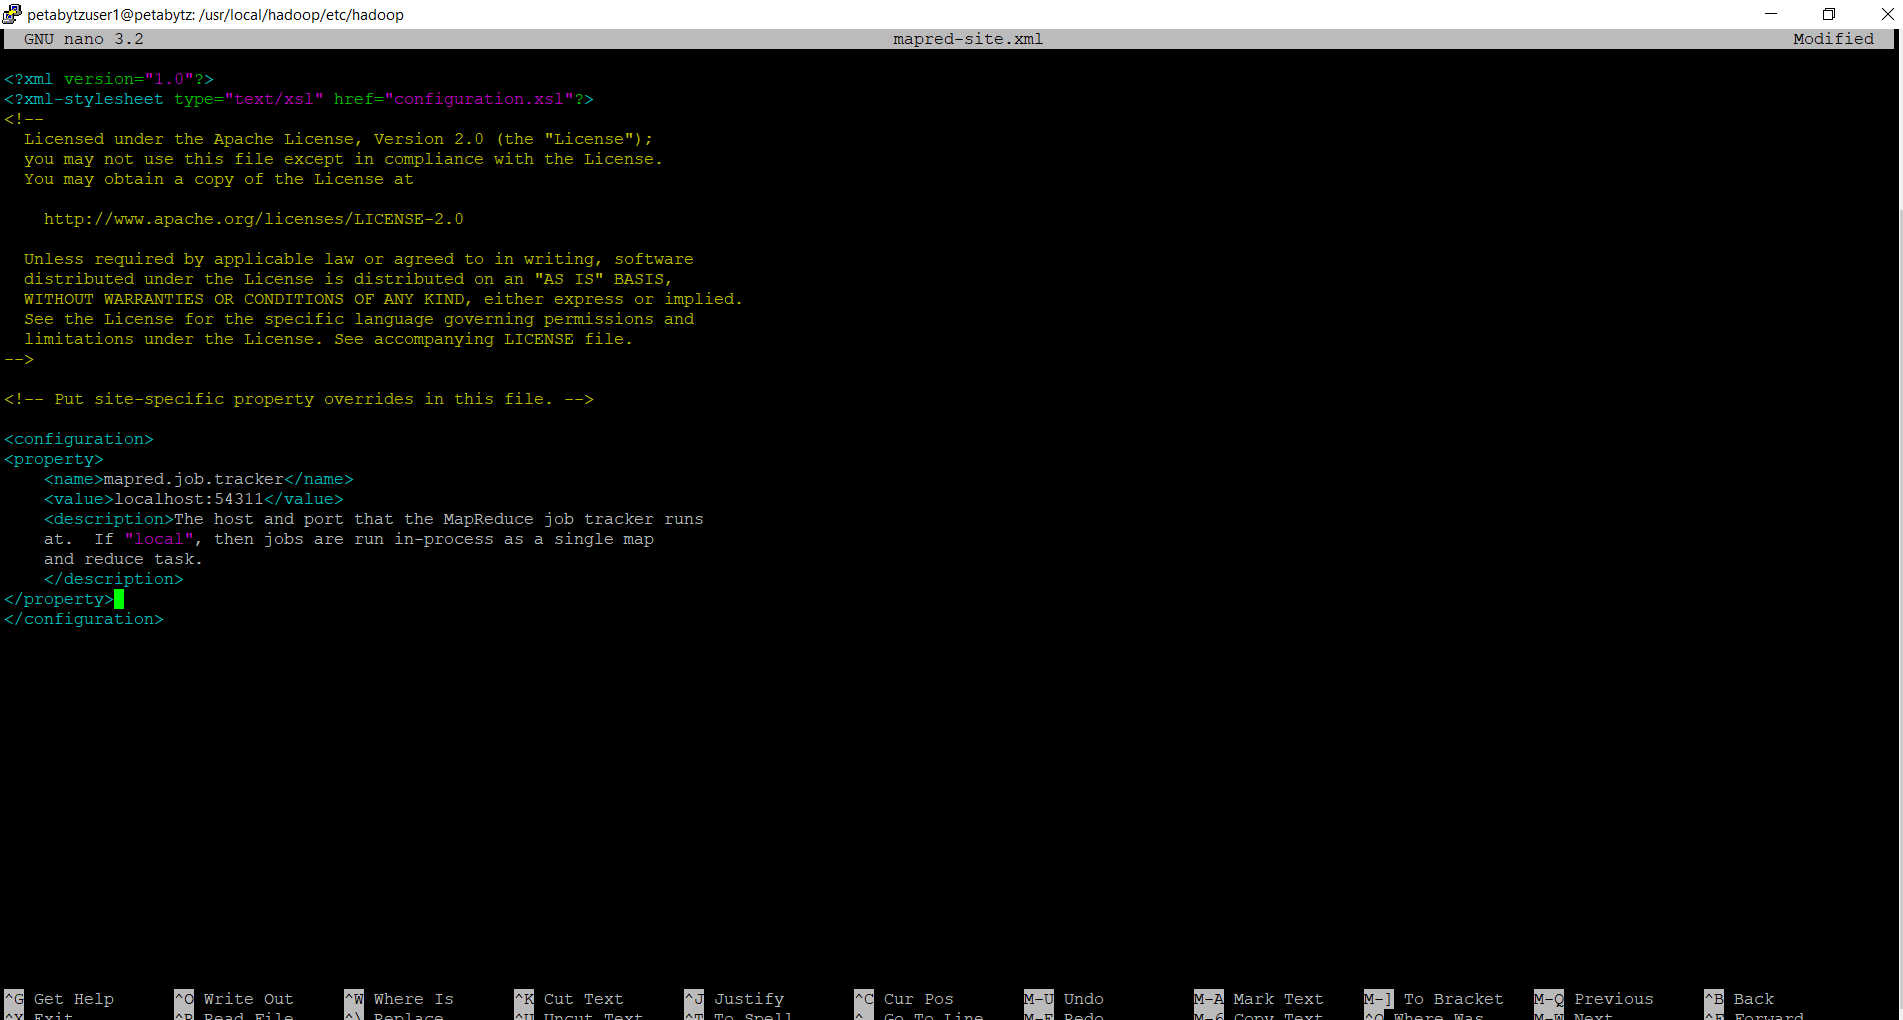 petabytzuser1@petabytz: /usr/local/hadoop/etc/hadoop
GNU nano 3.2 mapred-site.xml Modified
<?xml version="1.0"?>
<?xml-stylesheet type="text/xsl" href="configuration.xsl"?>
<!--
  Licensed under the Apache License, Version 2.0 (the "License");
  you may not use this file except in compliance with the License.
  You may obtain a copy of the License at
    http://www.apache.org/licenses/LICENSE-2.0
  Unless required by applicable law or agreed to in writing, software
  distributed under the License is distributed on an "AS IS" BASIS,
  WITHOUT WARRANTIES OR CONDITIONS OF ANY KIND, either express or implied.
  See the License for the specific language governing permissions and
  limitations under the License. See accompanying LICENSE file.
-->
<!-- Put site-specific property overrides in this file. -->
<configuration>
<property>
    <name>mapred.job.tracker</name>
    <value>localhost:54311</value>
    <description>The host and port that the MapReduce job tracker runs
    at.  If "local", then jobs are run in-process as a single map
    and reduce task.
    </description>
</property>
</configuration>
^G Get Help ^O Write Out ^W Where Is ^K Cut Text ^J Justify ^C Cur Pos M-U Undo M-A Mark Text M-] To Bracket M-Q Previous ^B Back
^X Exit ^R Read File ^\ Replace ^U Uncut Text ^T To Spell ^_ Go To Line M-E Redo M-6 Copy Text ^Q Where Was M-W Next ^F Forward